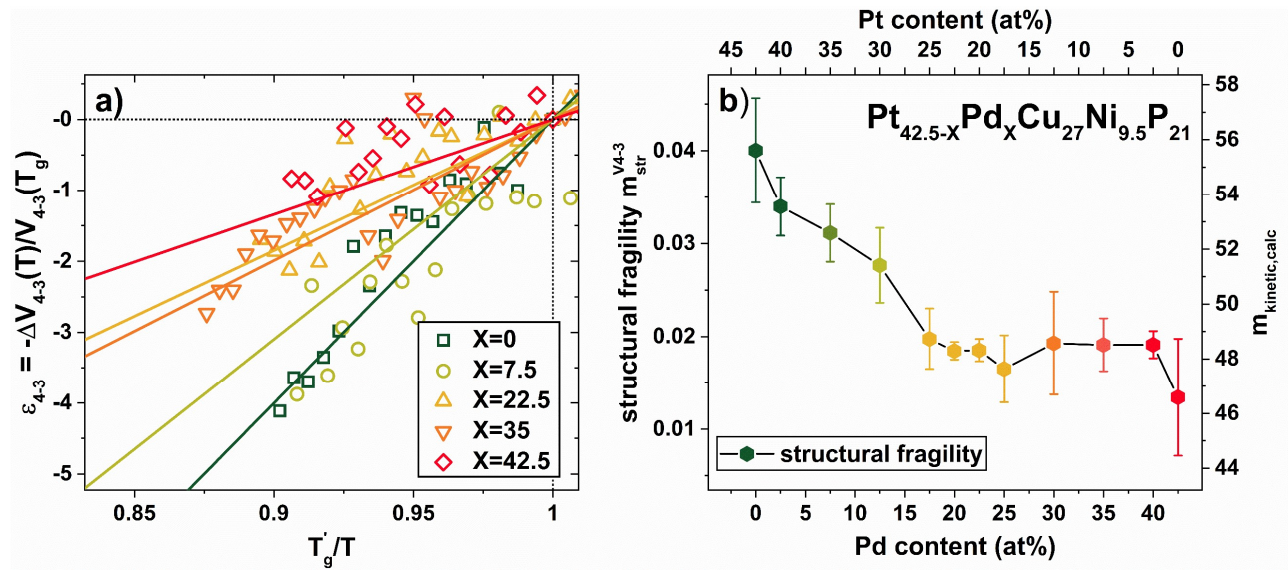 a)
-0
-1
-2
-3
-4
-5
ε4-3 = -ΔV4-3(T)/V4-3(Tg)
X=0
X=7.5
X=22.5
X=35
X=42.5
0.85 0.9 0.95 1
Tg'/T
Pt content (at%)
45 40 35 30 25 20 15 10 5 0
b)
Pt42.5-XPdXCu27Ni9.5P21
0.04
0.03
0.02
0.01
structural fragility mstrV4-3
58
56
54
52
50
48
46
44
mkinetic,calc
structural fragility
0 5 10 15 20 25 30 35 40
Pd content (at%)